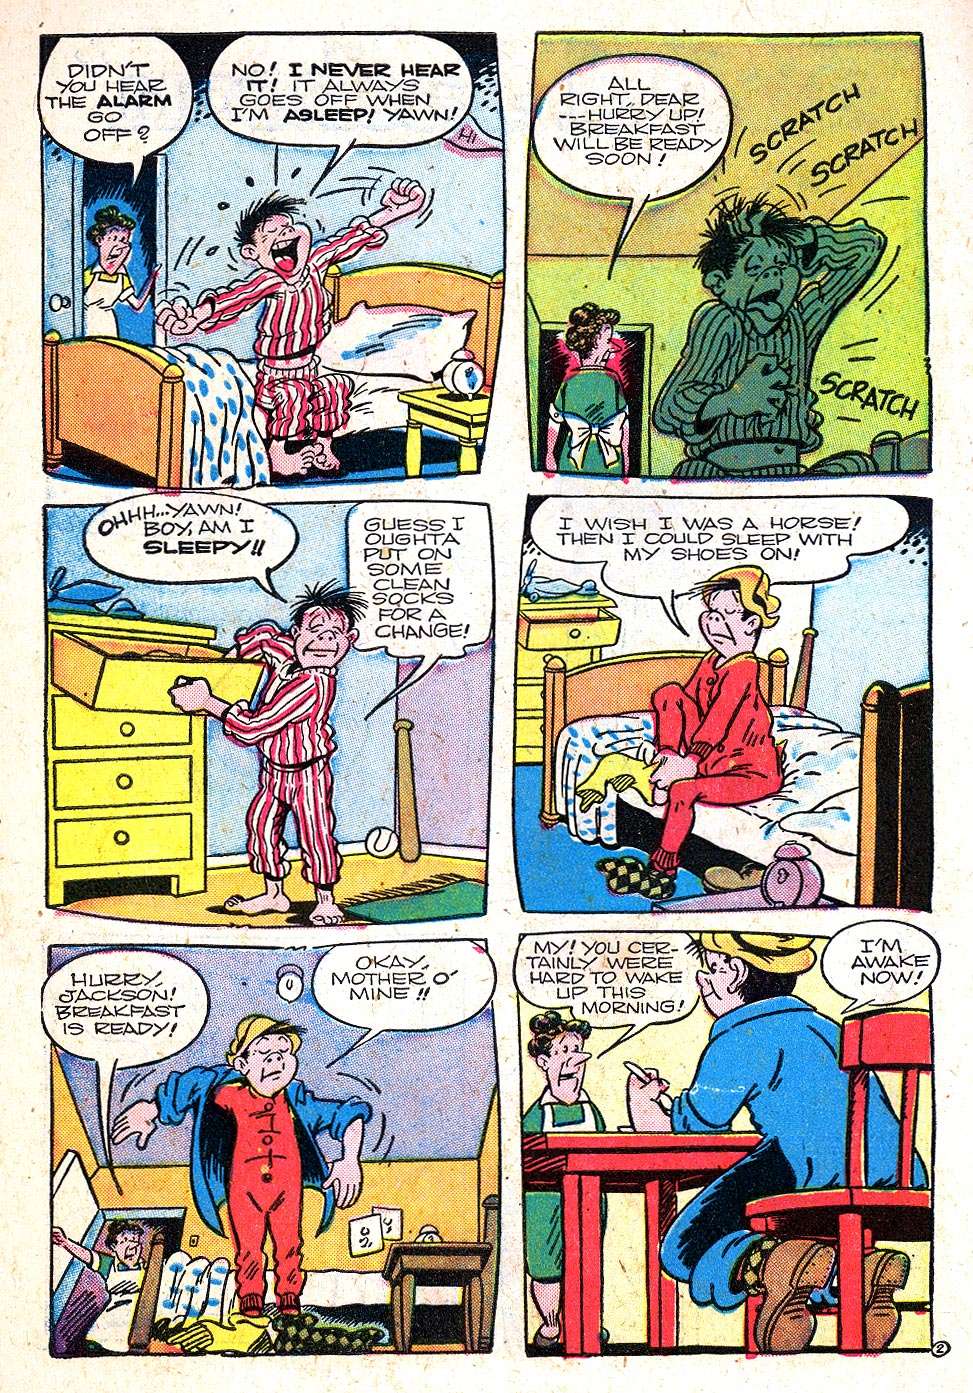 DIDN'T
YOU HEAR
THE ALARM
GO
OFF?
NO! I NEVER HEAR
IT! IT ALWAYS
GOES OFF WHEN
I'M ASLEEP! YAWN!
HI
ALL
RIGHT, DEAR
---HURRY UP!
BREAKFAST
WILL BE READY
SOON!
SCRATCH
SCRATCH
SCRATCH
OHHH...YAWN!
BOY, AM I
SLEEPY!!
GUESS I
OUGHTA
PUT ON
SOME
CLEAN
SOCKS
FOR A
CHANGE!
I WISH I WAS A HORSE!
THEN I COULD SLEEP WITH
MY SHOES ON!
HURRY,
JACKSON!
BREAKFAST
IS READY!
OKAY,
MOTHER O'
MINE!!
MY! YOU CER-
TAINLY WERE
HARD TO WAKE
UP THIS
MORNING!
I'M
AWAKE
NOW!
2